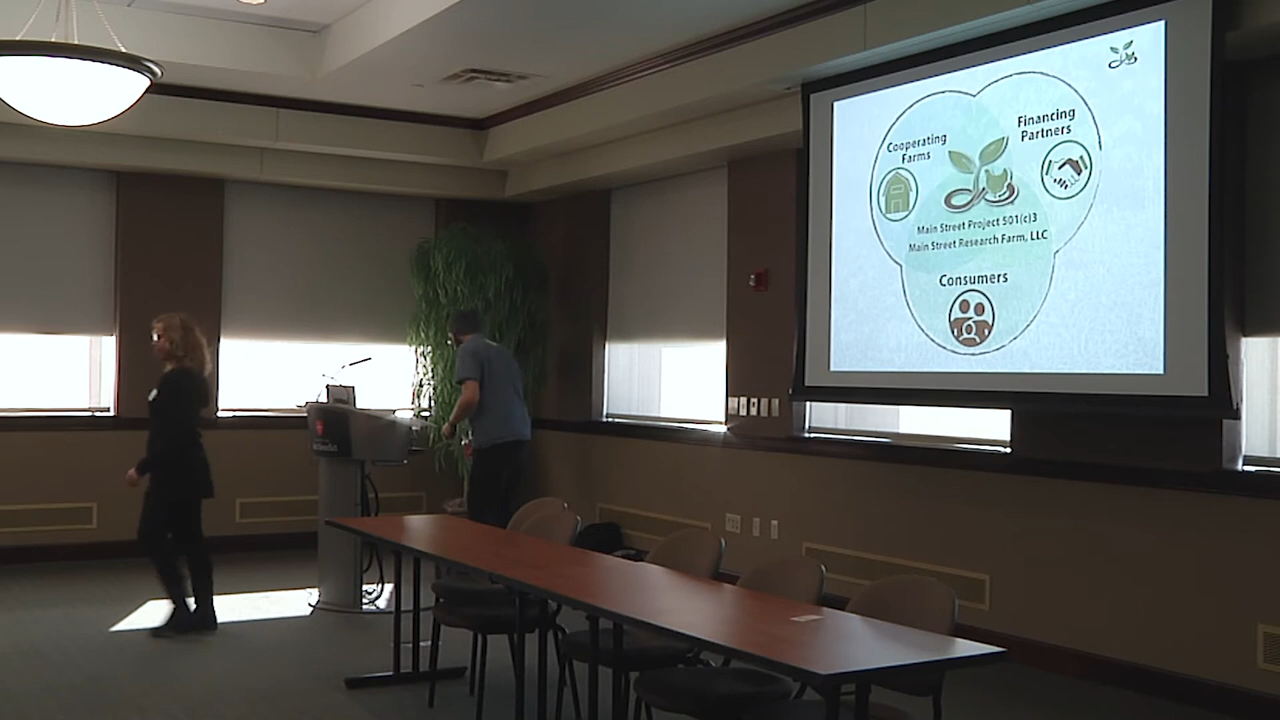 Cooperating
Farms
Financing
Partners
Main Street Project 501(c)3
Main Street Research Farm, LLC
Consumers